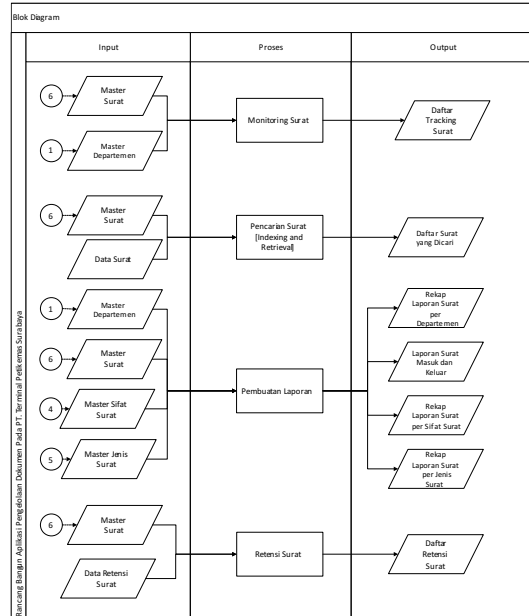 Blok Diagram
Rancang Bangun Aplikasi Pengelolaan Dokumen Pada PT. Terminal Petikemas Surabaya
Input
Proses
Output
6
Master
Surat
1
Master
Departemen
Monitoring Surat
Daftar
Tracking
Surat
6
Master
Surat
Data Surat
Pencarian Surat
[Indexing and
Retrieval]
Daftar Surat
yang Dicari
1
Master
Departemen
6
Master
Surat
4
Master Sifat
Surat
5
Master Jenis
Surat
Pembuatan Laporan
Rekap
Laporan Surat
per
Departemen
Laporan Surat
Masuk dan
Keluar
Rekap
Laporan Surat
per Sifat Surat
Rekap
Laporan Surat
per Jenis
Surat
6
Master
Surat
Data Retensi
Surat
Retensi Surat
Daftar
Retensi
Surat